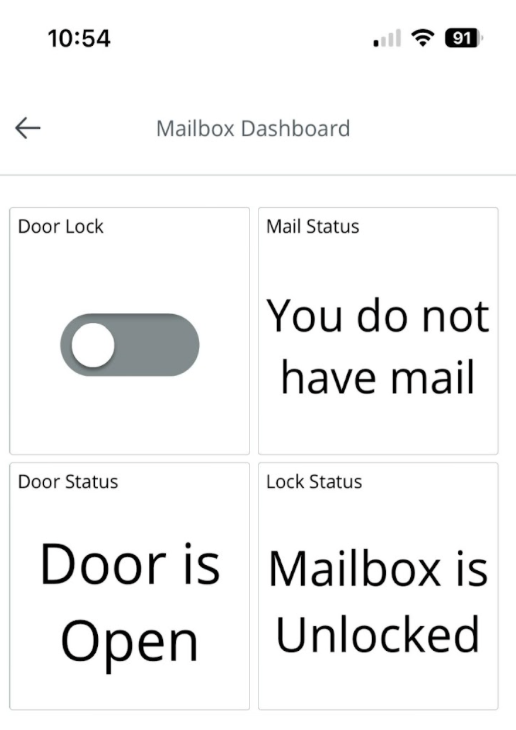 10:54
91
Mailbox Dashboard
Door Lock
Mail Status
You do not
have mail
Door Status
Lock Status
Door is
Open
Mailbox is
Unlocked